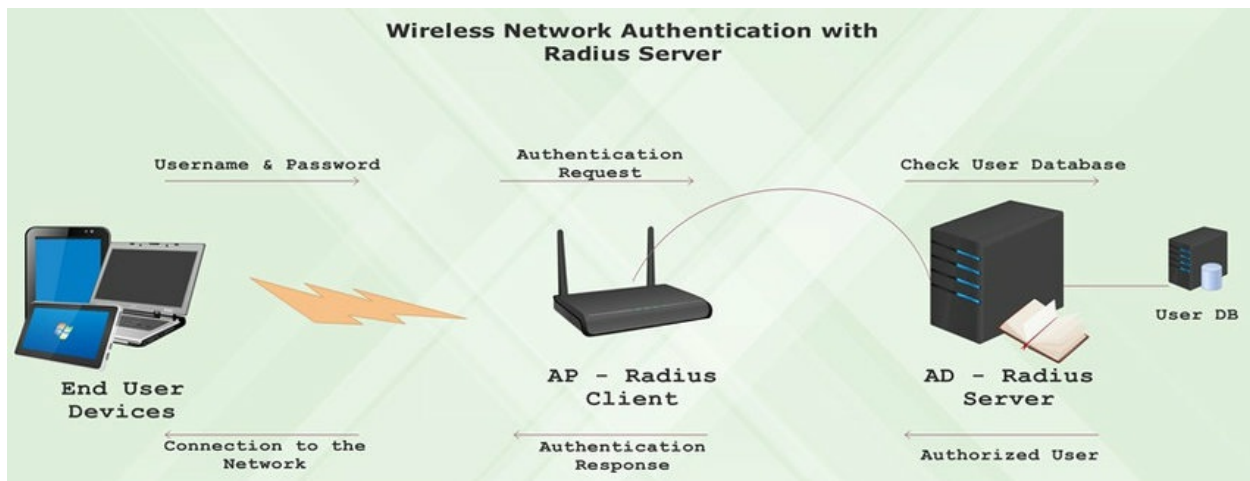 Wireless Network Authentication with
Radius Server
Username & Password
Authentication
Request
Check User Database
User DB
End User
Devices
AP - Radius
Client
AD - Radius
Server
Connection to the
Network
Authentication
Response
Authorized User